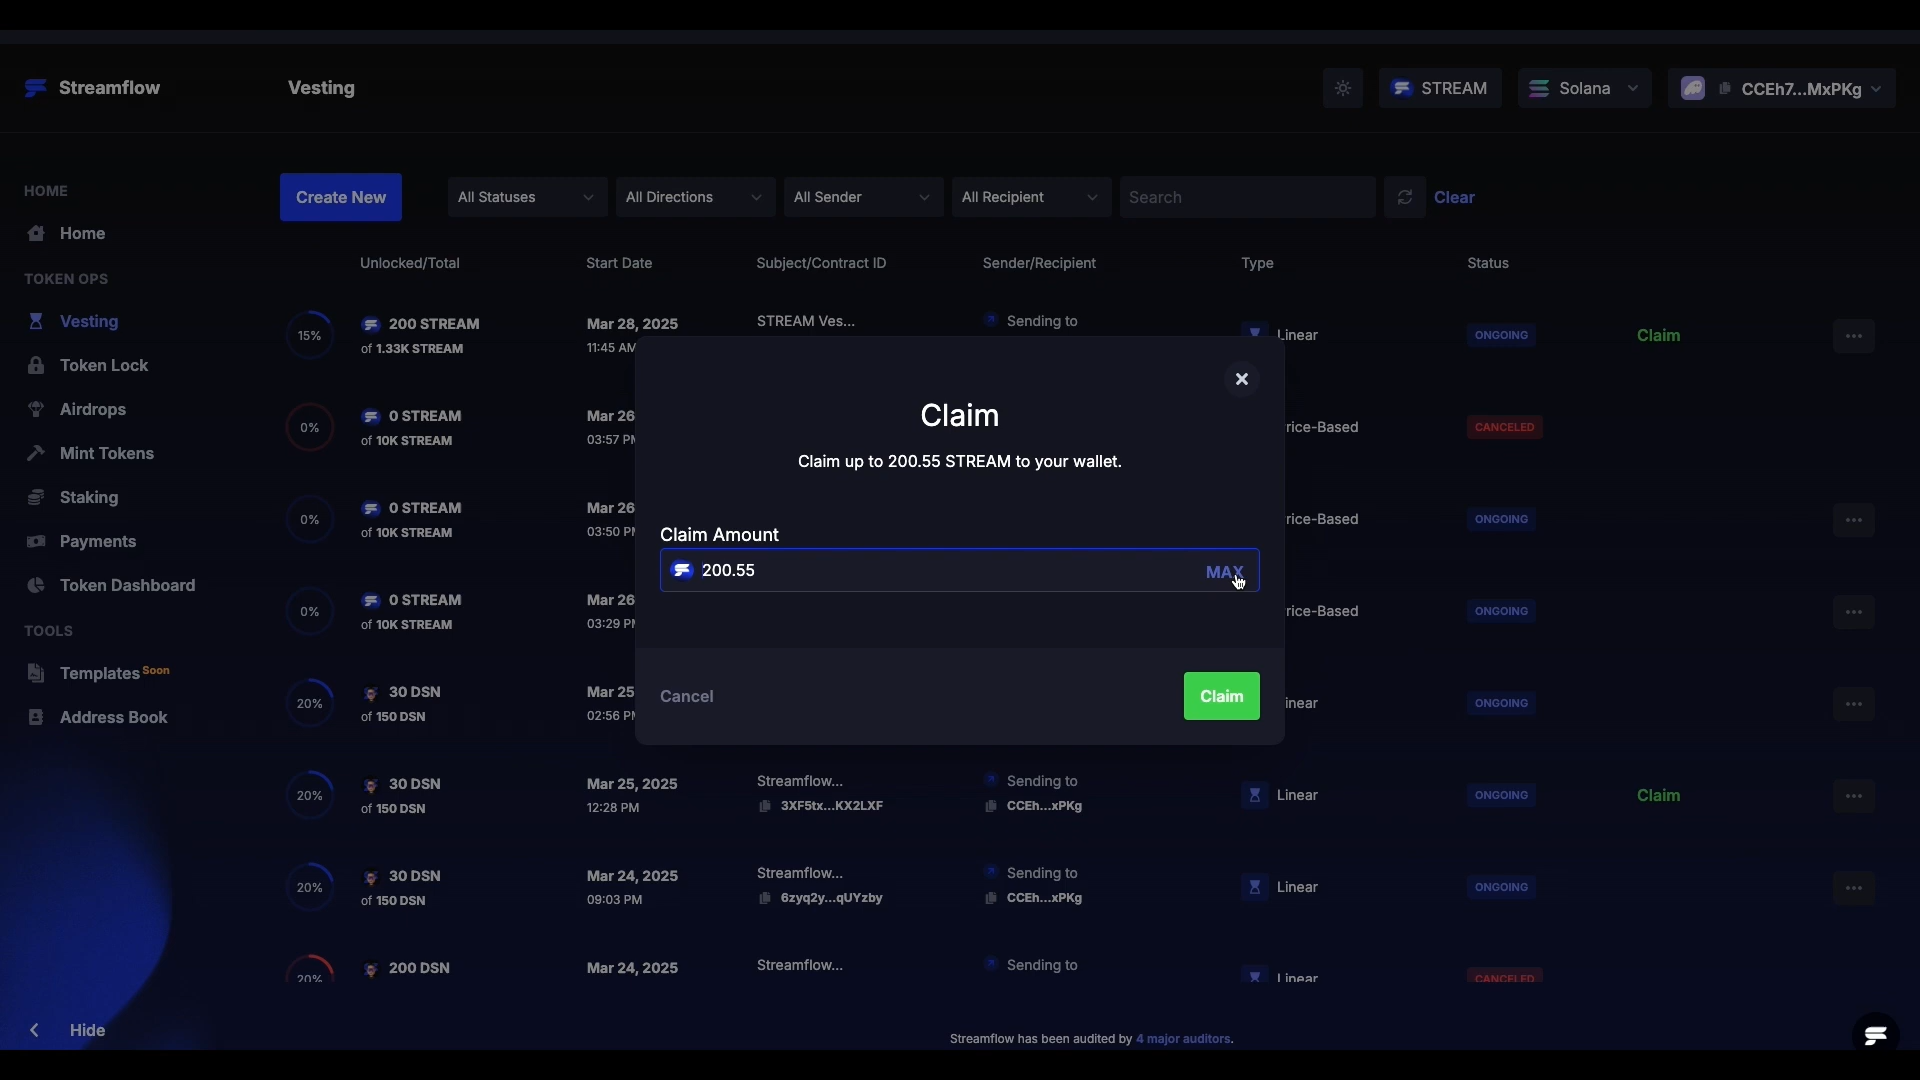 Streamflow
Vesting
STREAM
Solana
CCEh7...MxPKg
HOME
Home
TOKEN OPS
Vesting
Token Lock
Airdrops
Mint Tokens
Staking
Payments
Token Dashboard
TOOLS
Templates Soon
Address Book
Hide
Create New
All Statuses
All Directions
All Sender
All Recipient
Search
Clear
Unlocked/Total
Start Date
Subject/Contract ID
Sender/Recipient
Type
Status
15%
200 STREAM
of 1.33K STREAM
Mar 28, 2025
11:45 AM
STREAM Ves...
Sending to
Linear
ONGOING
Claim
0%
0 STREAM
of 10K STREAM
Mar 26
03:57 PM
rice-Based
CANCELED
0%
0 STREAM
of 10K STREAM
Mar 26
03:50 PM
rice-Based
ONGOING
0%
0 STREAM
of 10K STREAM
Mar 26
03:29 PM
rice-Based
ONGOING
20%
30 DSN
of 150 DSN
Mar 25
02:56 PM
inear
ONGOING
20%
30 DSN
of 150 DSN
Mar 25, 2025
12:28 PM
Streamflow...
3XF5tx...KX2LXF
Sending to
CCEh...xPKg
Linear
ONGOING
Claim
20%
30 DSN
of 150 DSN
Mar 24, 2025
09:03 PM
Streamflow...
6zyq2y...qUYzby
Sending to
CCEh...xPKg
Linear
ONGOING
20%
200 DSN
Mar 24, 2025
Streamflow...
Sending to
Linear
CANCELED
Claim
Claim up to 200.55 STREAM to your wallet.
Claim Amount
200.55
MAX
Cancel
Claim
Streamflow has been audited by 4 major auditors.